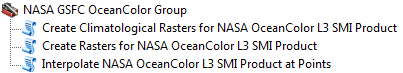 NASA GSFC OceanColor Group
Create Climatological Rasters for NASA OceanColor L3 SMI Product
Create Rasters for NASA OceanColor L3 SMI Product
Interpolate NASA OceanColor L3 SMI Product at Points